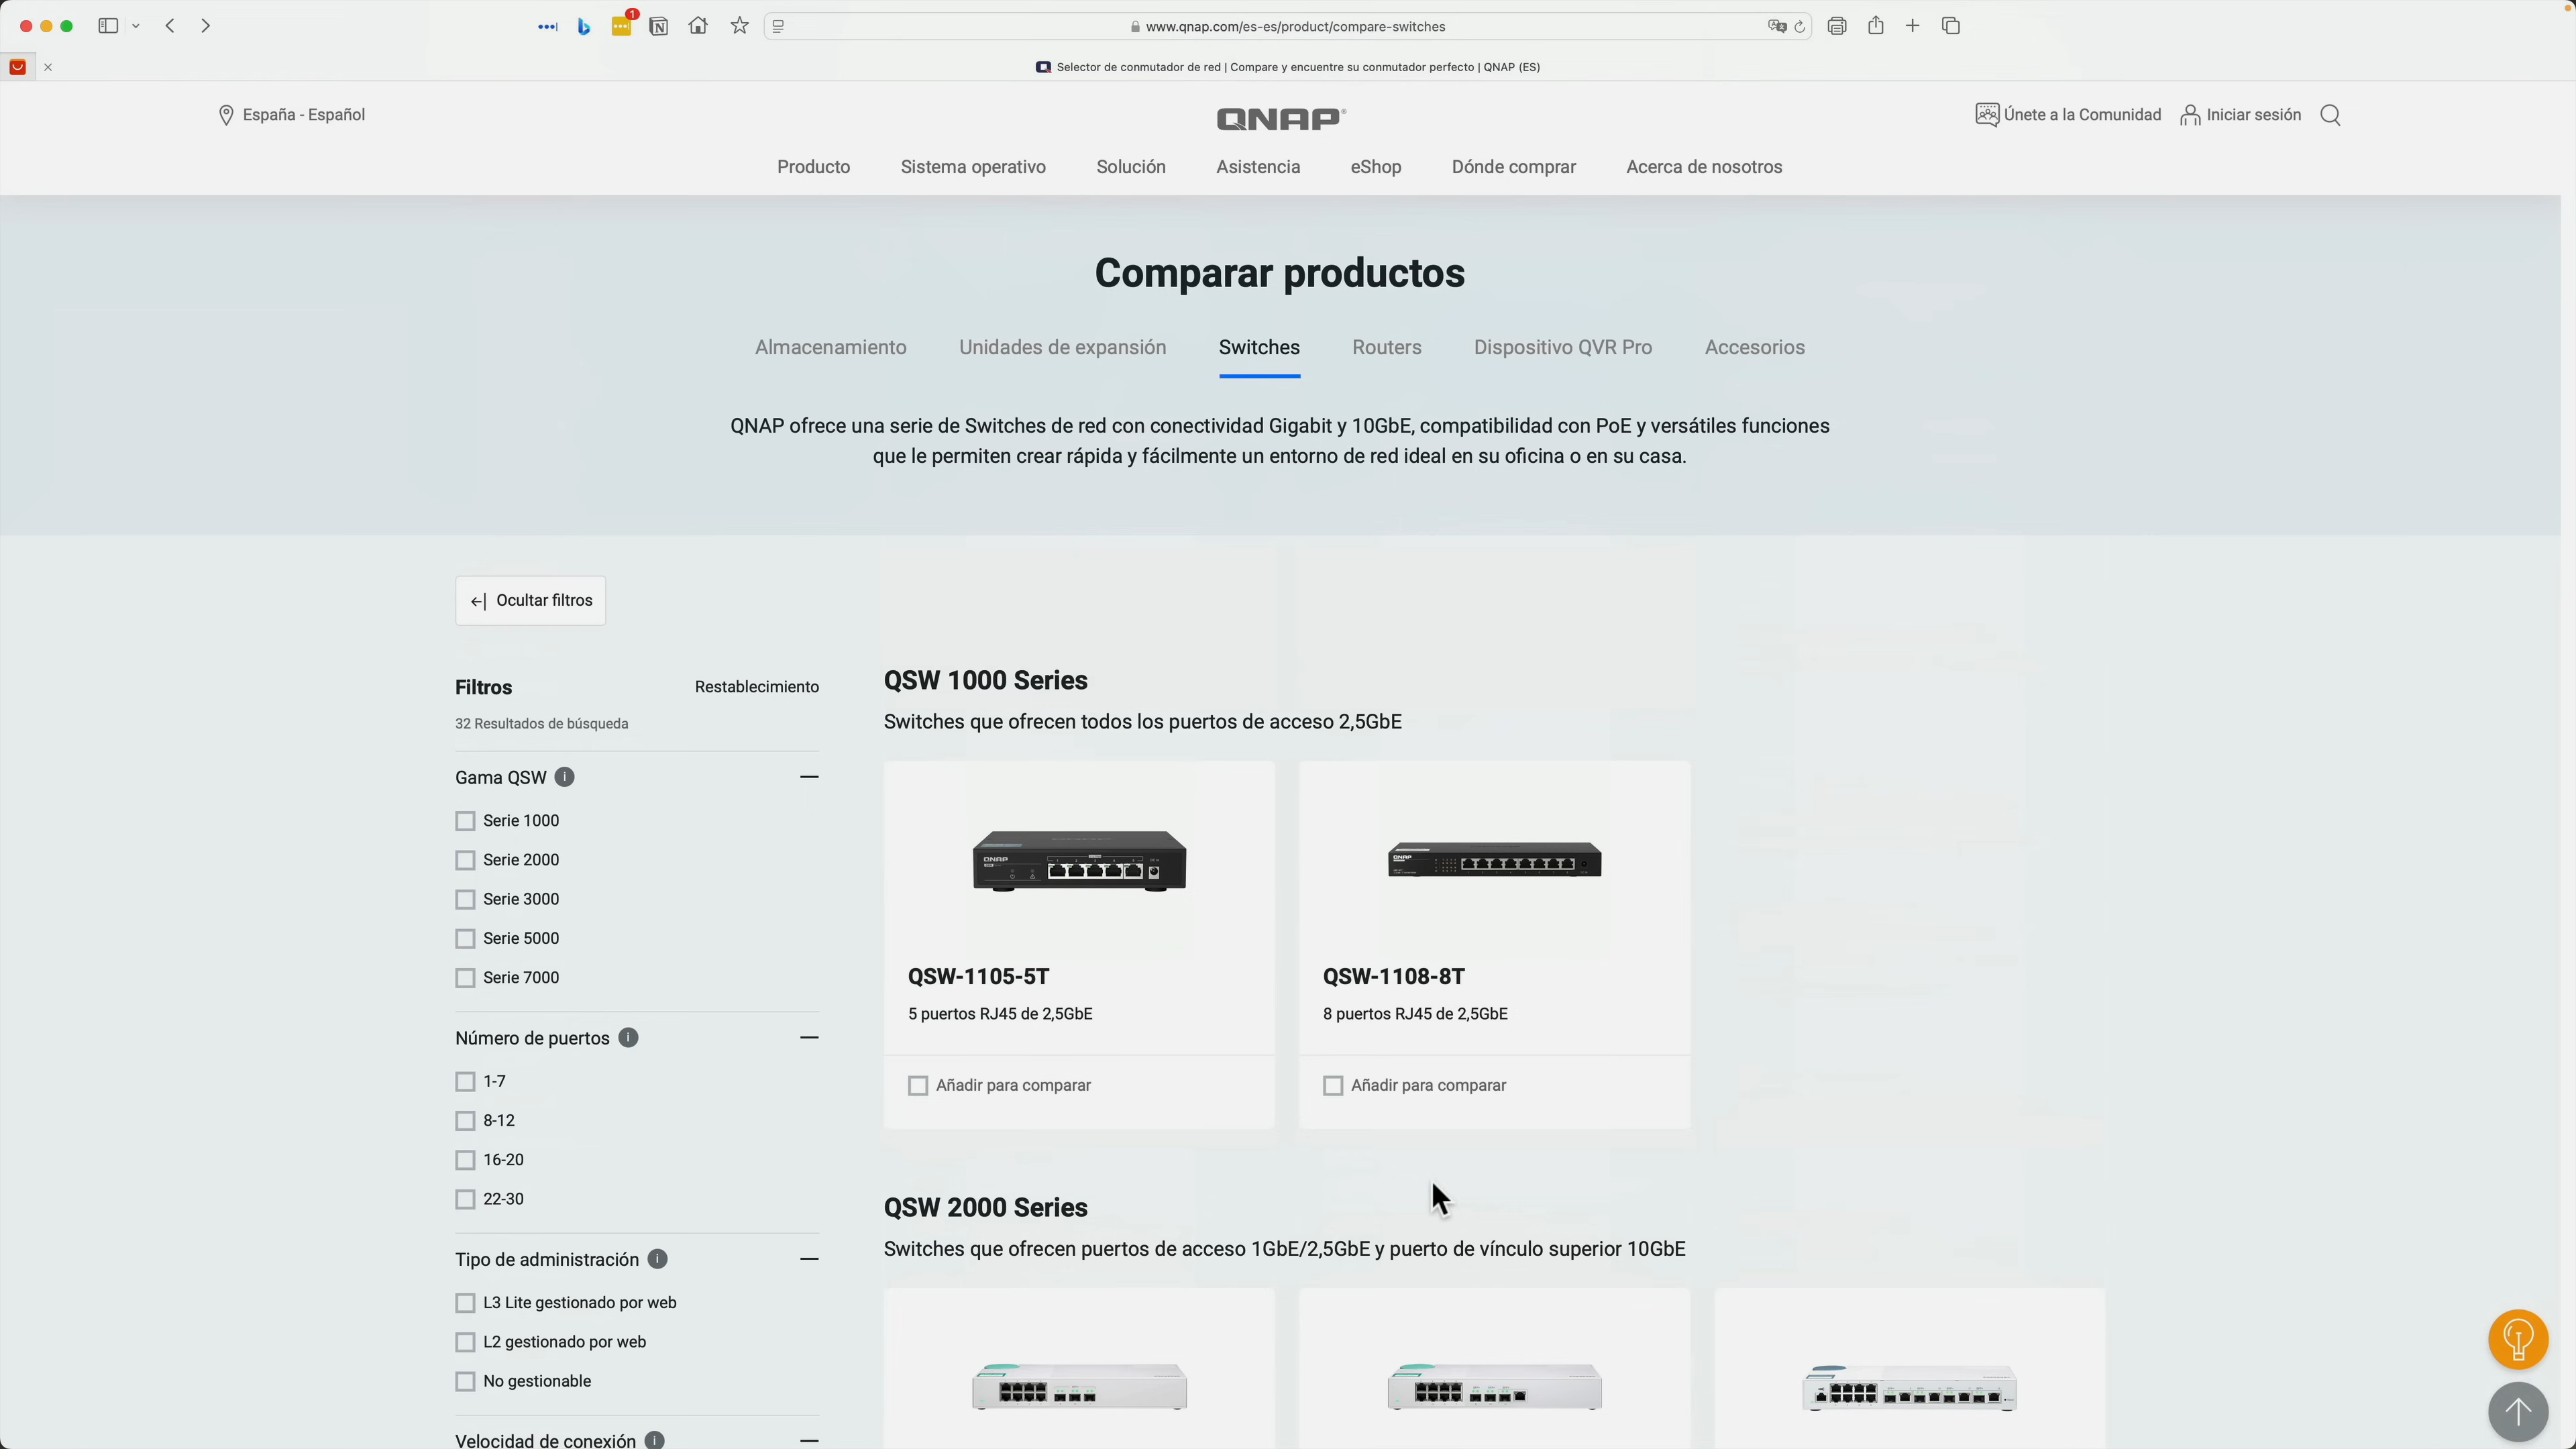 www.qnap.com/es-es/product/compare-switches
Selector de conmutador de red | Compare y encuentre su conmutador perfecto | QNAP (ES)
España - Español
QNAP
Únete a la Comunidad
Iniciar sesión
Producto
Sistema operativo
Solución
Asistencia
eShop
Dónde comprar
Acerca de nosotros
Comparar productos
Almacenamiento
Unidades de expansión
Switches
Routers
Dispositivo QVR Pro
Accesorios
QNAP ofrece una serie de Switches de red con conectividad Gigabit y 10GbE, compatibilidad con PoE y versátiles funciones
que le permiten crear rápida y fácilmente un entorno de red ideal en su oficina o en su casa.
Ocultar filtros
Filtros
Restablecimiento
32 Resultados de búsqueda
Gama QSW
Serie 1000
Serie 2000
Serie 3000
Serie 5000
Serie 7000
Número de puertos
1-7
8-12
16-20
22-30
Tipo de administración
L3 Lite gestionado por web
L2 gestionado por web
No gestionable
Velocidad de conexión
QSW 1000 Series
Switches que ofrecen todos los puertos de acceso 2,5GbE
QNAP
QSW-1105-5T
5 puertos RJ45 de 2,5GbE
Añadir para comparar
QNAP
QSW-1108-8T
8 puertos RJ45 de 2,5GbE
Añadir para comparar
QSW 2000 Series
Switches que ofrecen puertos de acceso 1GbE/2,5GbE y puerto de vínculo superior 10GbE